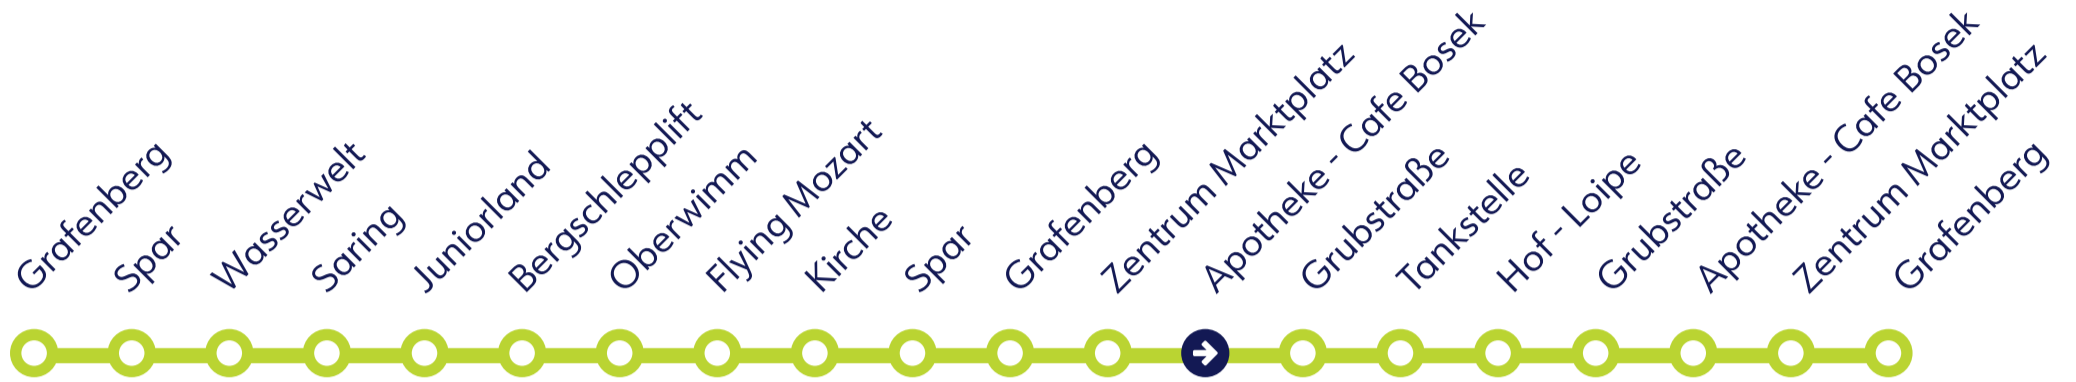 Grafenberg
Spar
Wasserwelt
Saring
Juniorland
Bergschlepplift
Oberwimm
Flying Mozart
Kirche
Spar
Grafenberg
Zentrum Marktplatz
Apotheke - Cafe Bosek
Grubstraße
Tankstelle
Hof - Loipe
Grubstraße
Apotheke - Cafe Bosek
Zentrum Marktplatz
Grafenberg